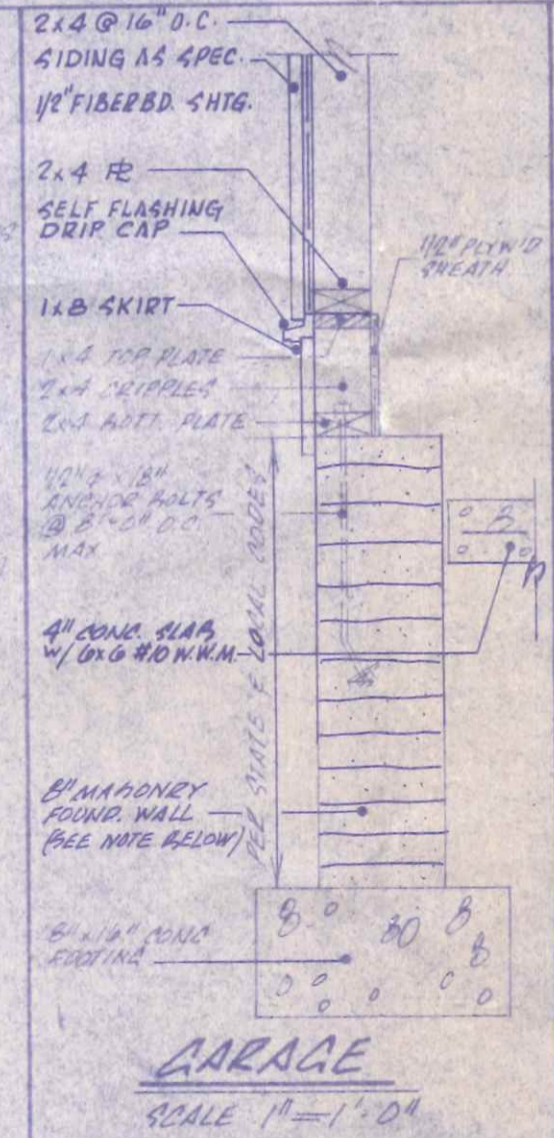 2x4 @ 16" O.C.
SIDING AS SPEC.
1/2" FIBERBD. SHTG.
2x4 PL
SELF FLASHING
DRIP CAP
1/2" PLYW'D
SHEATH
1x8 SKIRT
1x4 TOP PLATE
2x4 CRIPPLES
2x4 BOTT. PLATE
1/2" φ x 18"
ANCHOR BOLTS
@ 8'-0" O.C.
MAX
PER STATE & LOCAL CODES
4" CONC. SLAB
W/ 6x6 #10 W.W.M.
8" MASONRY
FOUND. WALL
(SEE NOTE BELOW)
8"x16" CONC
FOOTING
GARAGE
SCALE 1"=1'-0"